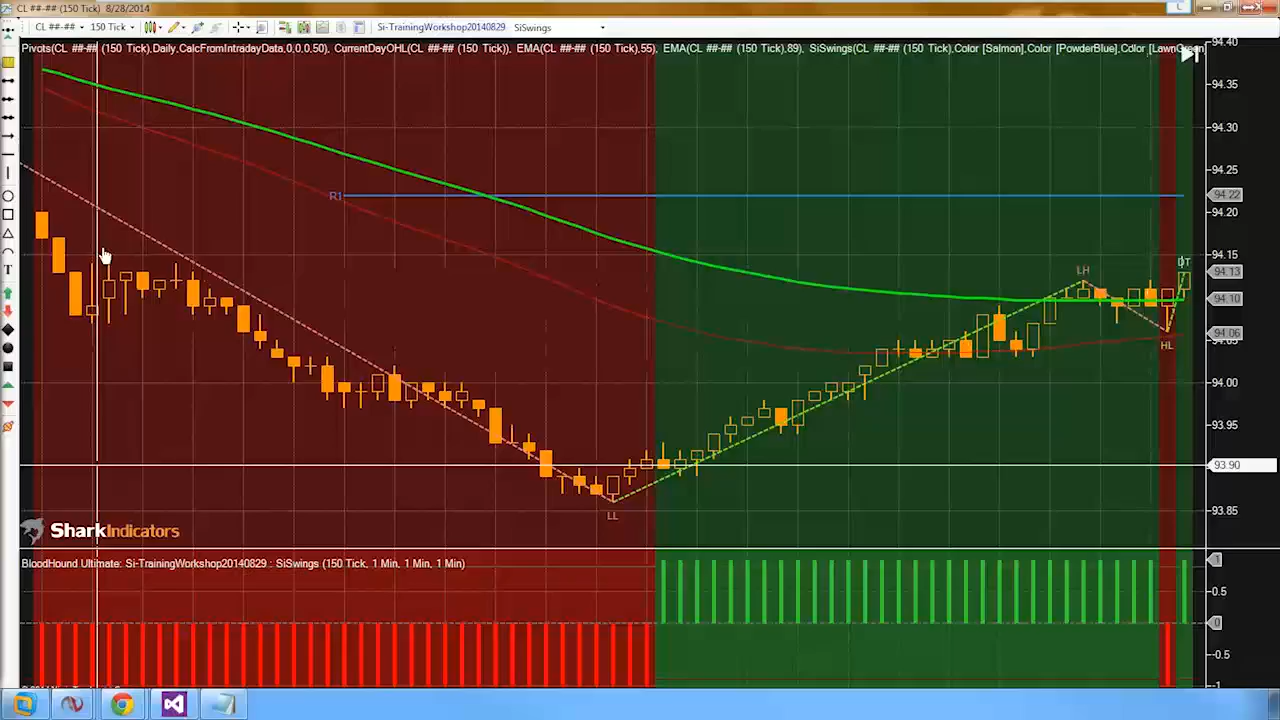 CL ##-## (150 Tick) 8/28/2014
CL ##-## 150 Tick Si-TrainingWorkshop20140829 SiSwings
Pivots(CL ##-## (150 Tick),Daily,CalcFromIntradayData,0,0,0,50), CurrentDayOHL(CL ##-## (150 Tick)), EMA(CL ##-## (150 Tick),55), EMA(CL ##-## (150 Tick),89), SiSwings(CL ##-## (150 Tick),Color [Salmon],Color [PowderBlue],Color [LawnGreen
94.40
94.35
94.30
94.25
R1
94.22
94.20
94.15
DT
LH
94.13
94.10
94.06
HL
94.00
93.95
93.90
93.85
LL
SharkIndicators
BloodHound Ultimate: Si-TrainingWorkshop20140829 : SiSwings (150 Tick, 1 Min, 1 Min, 1 Min)
1
0.5
0
-0.5
-1
T